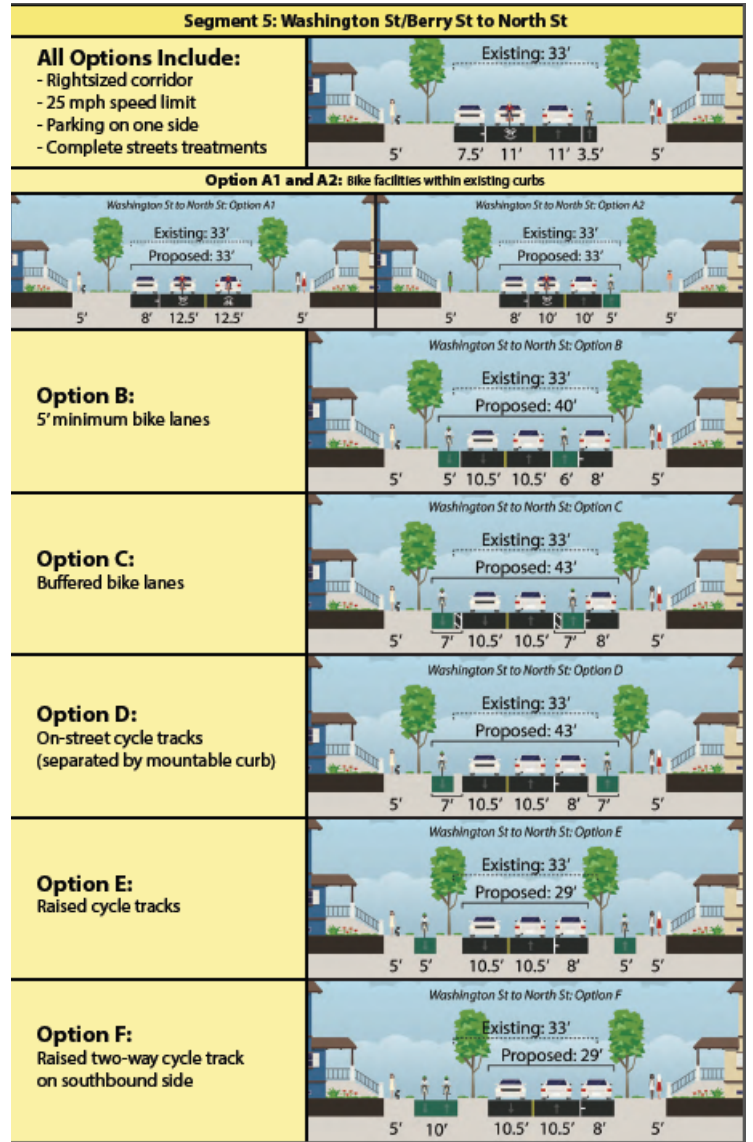 Segment 5: Washington St/Berry St to North St
All Options Include:
- Rightsized corridor
- 25 mph speed limit
- Parking on one side
- Complete streets treatments
Existing: 33'
5' 7.5' 11' 11' 3.5' 5'
Option A1 and A2: Bike facilities within existing curbs
Washington St to North St: Option A1
Existing: 33'
Proposed: 33'
5' 8' 12.5' 12.5' 5'
Washington St to North St: Option A2
Existing: 33'
Proposed: 33'
5' 8' 10' 10' 5' 5'
Option B:
5' minimum bike lanes
Washington St to North St: Option B
Existing: 33'
Proposed: 40'
5' 5' 10.5' 10.5' 6' 8' 5'
Option C:
Buffered bike lanes
Washington St to North St: Option C
Existing: 33'
Proposed: 43'
5' 7' 10.5' 10.5' 7' 8' 5'
Option D:
On-street cycle tracks
(separated by mountable curb)
Washington St to North St: Option D
Existing: 33'
Proposed: 43'
5' 7' 10.5' 10.5' 8' 7' 5'
Option E:
Raised cycle tracks
Washington St to North St: Option E
Existing: 33'
Proposed: 29'
5' 5' 10.5' 10.5' 8' 5' 5'
Option F:
Raised two-way cycle track
on southbound side
Washington St to North St: Option F
Existing: 33'
Proposed: 29'
5' 10' 10.5' 10.5' 8' 5'